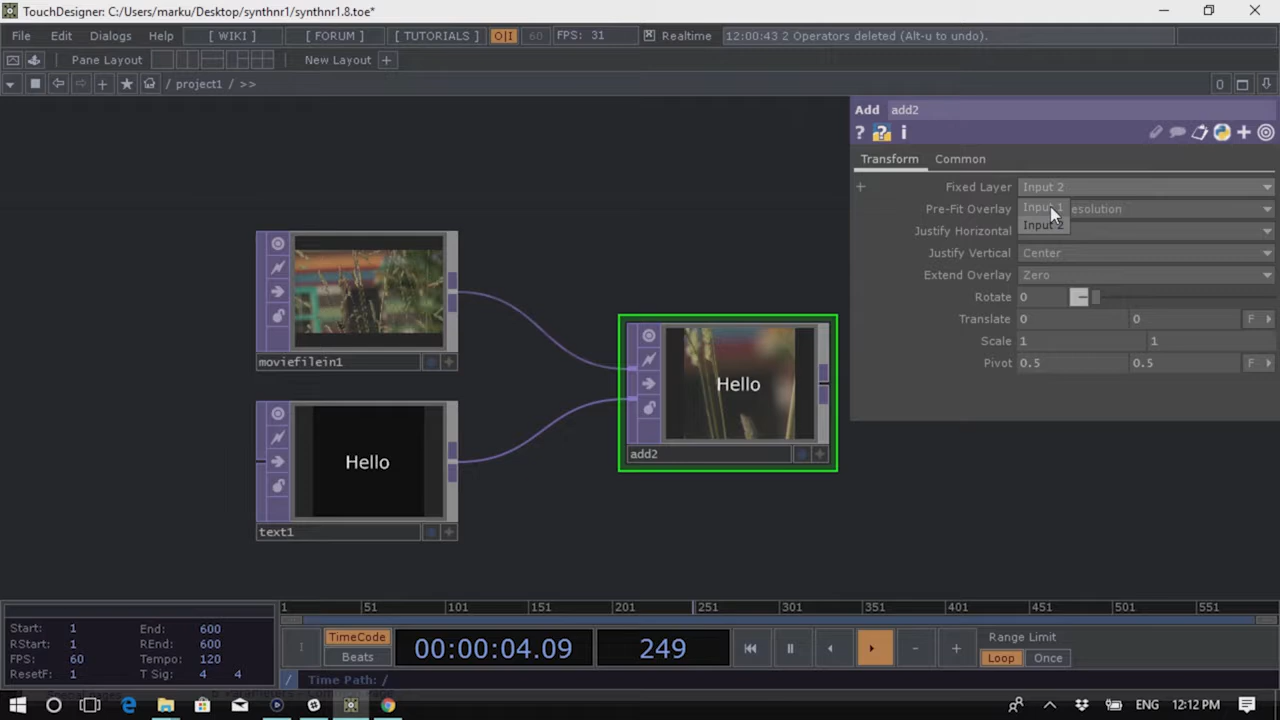 TouchDesigner: C:/Users/marku/Desktop/synthnr1/synthnr1.8.toe*
File Edit Dialogs Help [ WIKI ] [ FORUM ] [ TUTORIALS ] O|I 60 FPS: 31 Realtime 12:00:43 2 Operators deleted (Alt-u to undo).
Pane Layout New Layout +
/ project1 / >> 0
Add add2
? ? i
Transform Common
+ Fixed Layer Input 2
Pre-Fit Overlay Input 1 esolution
Justify Horizontal Input 2
Justify Vertical Center
Extend Overlay Zero
Rotate 0
Translate 0 0 F
Scale 1 1
Pivot 0.5 0.5 F
moviefilein1
Hello
add2
Hello
text1
1 51 101 151 201 251 301 351 401 451 501 551
Start: 1 End: 600
RStart: 1 REnd: 600
FPS: 60 Tempo: 120
ResetF: 1 T Sig: 4 4
TimeCode
Beats
00:00:04.09 249
Range Limit
Loop Once
/ Time Path: /
ENG 12:12 PM